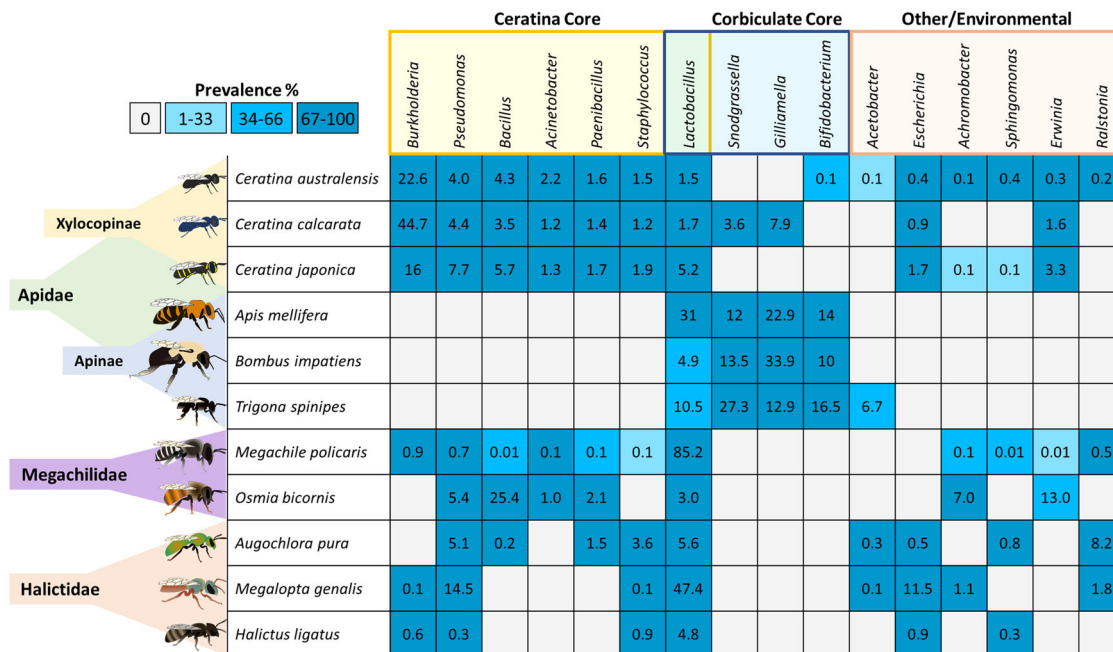 Ceratina Core Corbiculate Core Other/Environmental
Prevalence %
0 1-33 34-66 67-100
Burkholderia Pseudomonas Bacillus Acinetobacter Paenibacillus Staphylococcus Lactobacillus Snodgrassella Gilliamella Bifidobacterium Acetobacter Escherichia Achromobacter Sphingomonas Erwinia Ralstonia
Ceratina australensis 22.6 4.0 4.3 2.2 1.6 1.5 1.5 0.1 0.1 0.4 0.1 0.4 0.3 0.2
Xylocopinae
Ceratina calcarata 44.7 4.4 3.5 1.2 1.4 1.2 1.7 3.6 7.9 0.9 1.6
Ceratina japonica 16 7.7 5.7 1.3 1.7 1.9 5.2 1.7 0.1 0.1 3.3
Apidae
Apis mellifera 31 12 22.9 14
Apinae
Bombus impatiens 4.9 13.5 33.9 10
Trigona spinipes 10.5 27.3 12.9 16.5 6.7
Megachile policaris 0.9 0.7 0.01 0.1 0.1 0.1 85.2 0.1 0.01 0.01 0.5
Megachilidae
Osmia bicornis 5.4 25.4 1.0 2.1 3.0 7.0 13.0
Augochlora pura 5.1 0.2 1.5 3.6 5.6 0.3 0.5 0.8 8.2
Halictidae
Megalopta genalis 0.1 14.5 0.1 47.4 0.1 11.5 1.1 1.8
Halictus ligatus 0.6 0.3 0.9 4.8 0.9 0.3